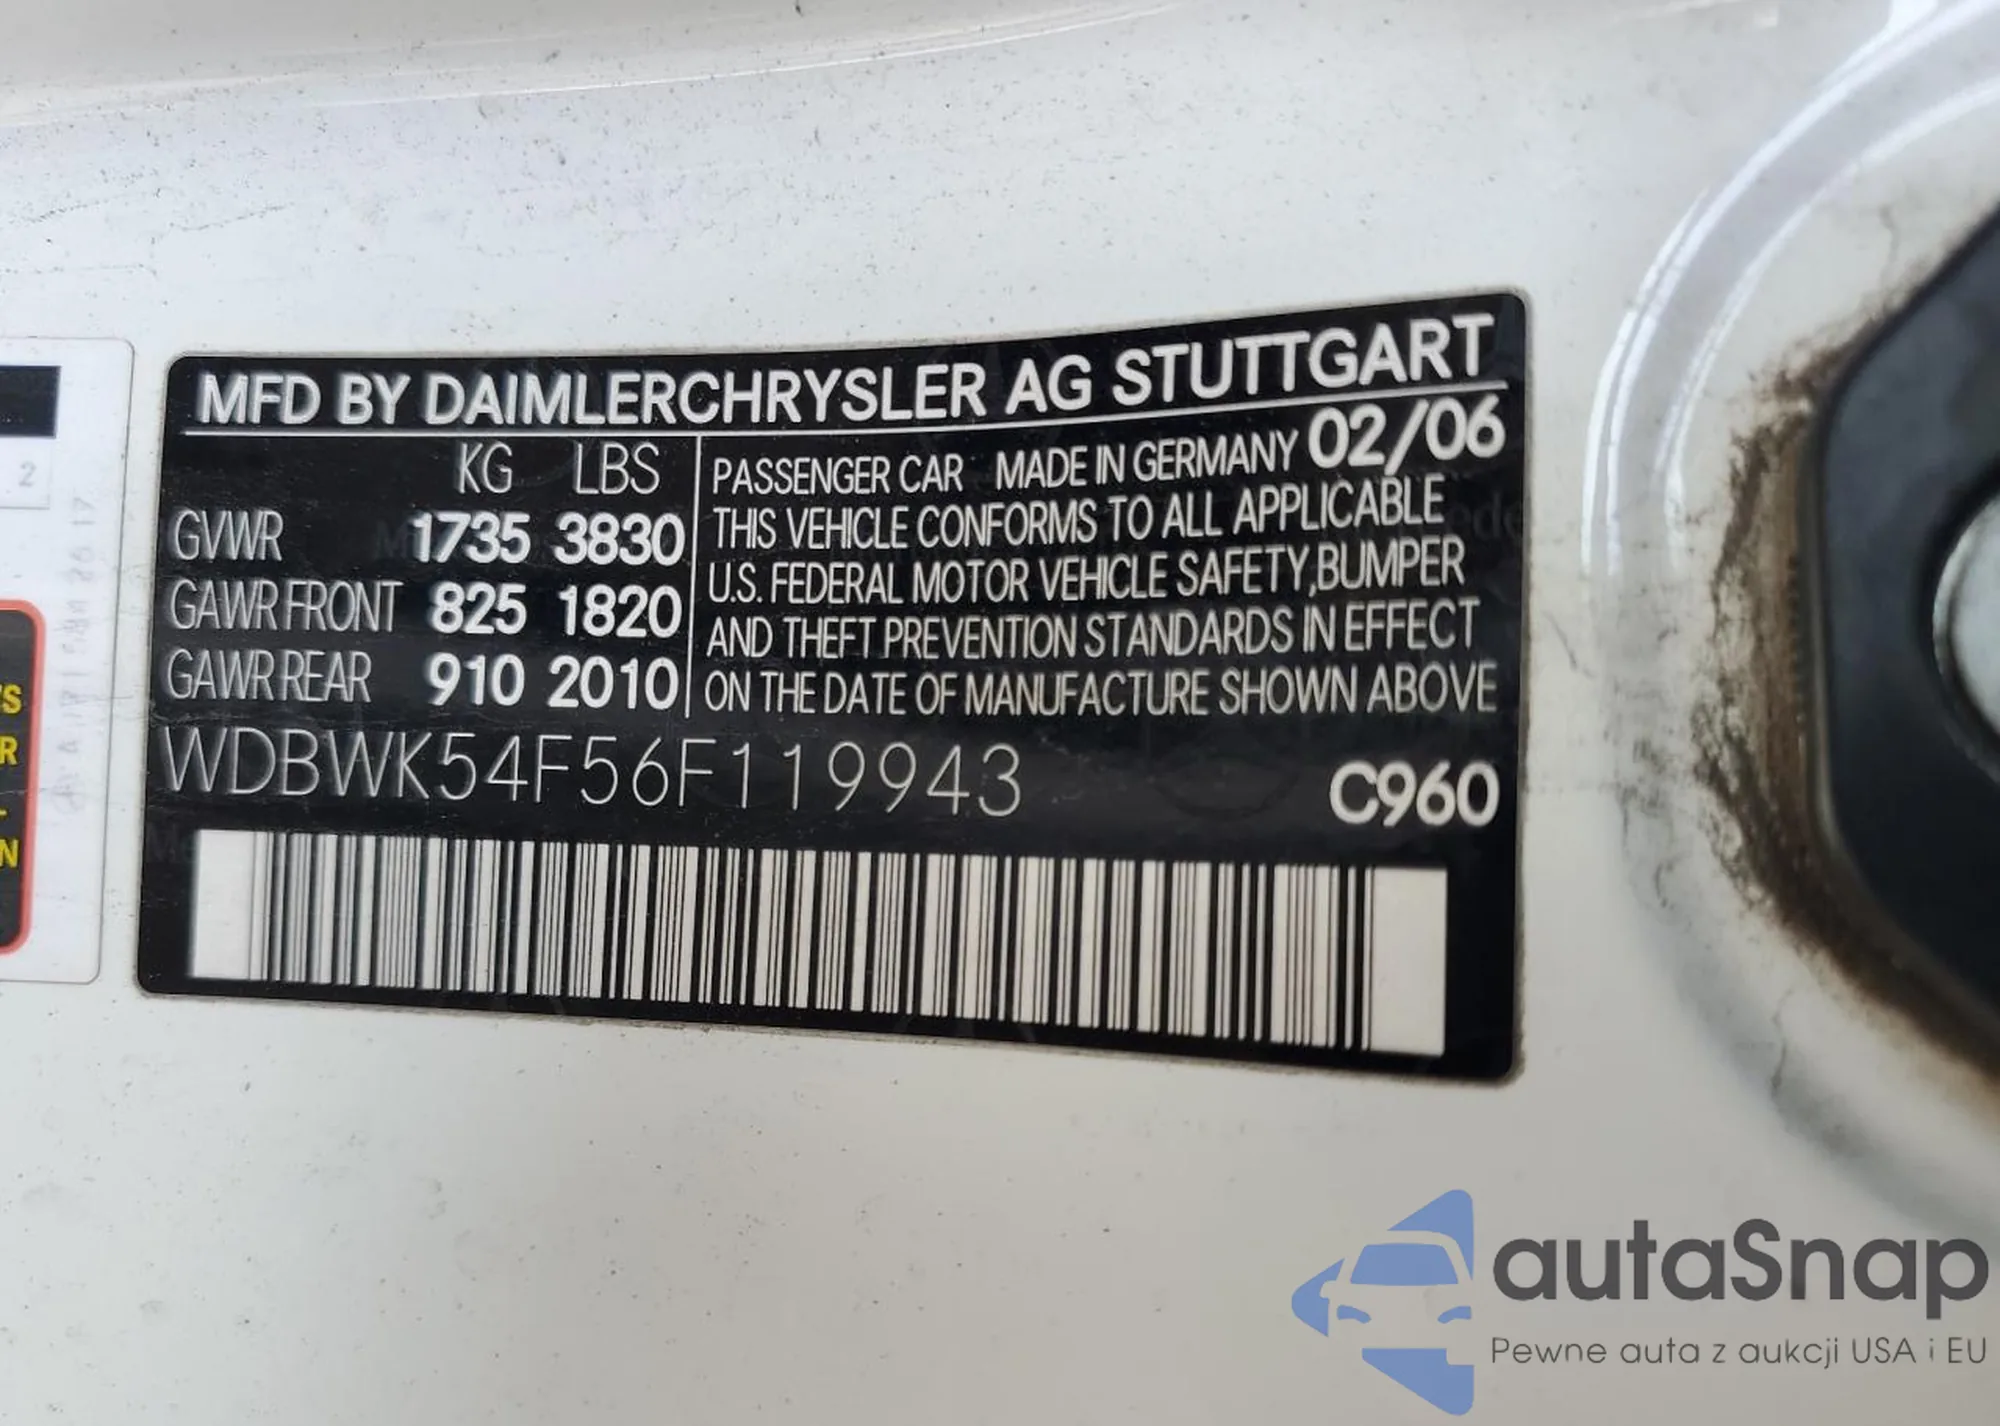 MFD BY DAIMLERCHRYSLER AG STUTTGART
KG LBS
GVWR 1735 3830
GAWR FRONT 825 1820
GAWR REAR 910 2010
PASSENGER CAR MADE IN GERMANY 02/06
THIS VEHICLE CONFORMS TO ALL APPLICABLE
U.S. FEDERAL MOTOR VEHICLE SAFETY, BUMPER
AND THEFT PREVENTION STANDARDS IN EFFECT
ON THE DATE OF MANUFACTURE SHOWN ABOVE
WDBWK54F56F119943 C960
2
autaSnap
Pewne auta z aukcji USA i EU